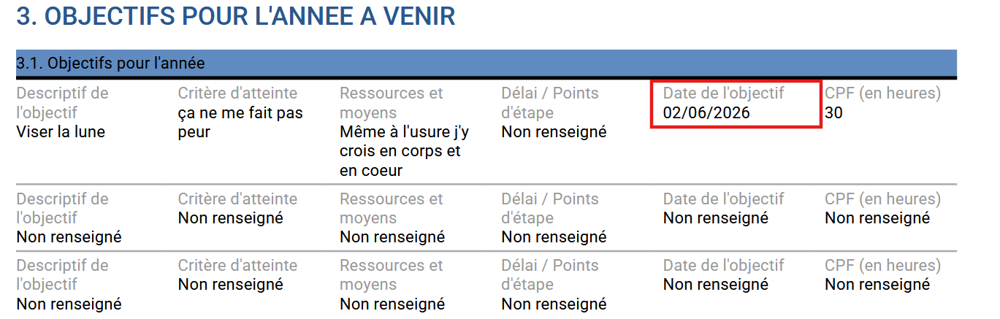 3. OBJECTIFS POUR L'ANNEE A VENIR
3.1. Objectifs pour l'année
Descriptif de
l'objectif
Viser la lune
Critère d'atteinte
ça ne me fait pas
peur
Ressources et
moyens
Même à l'usure j'y
crois en corps et
en coeur
Délai / Points
d'étape
Non renseigné
Date de l'objectif
02/06/2026
CPF (en heures)
30
Descriptif de
l'objectif
Non renseigné
Critère d'atteinte
Non renseigné
Ressources et
moyens
Non renseigné
Délai / Points
d'étape
Non renseigné
Date de l'objectif
Non renseigné
CPF (en heures)
Non renseigné
Descriptif de
l'objectif
Non renseigné
Critère d'atteinte
Non renseigné
Ressources et
moyens
Non renseigné
Délai / Points
d'étape
Non renseigné
Date de l'objectif
Non renseigné
CPF (en heures)
Non renseigné